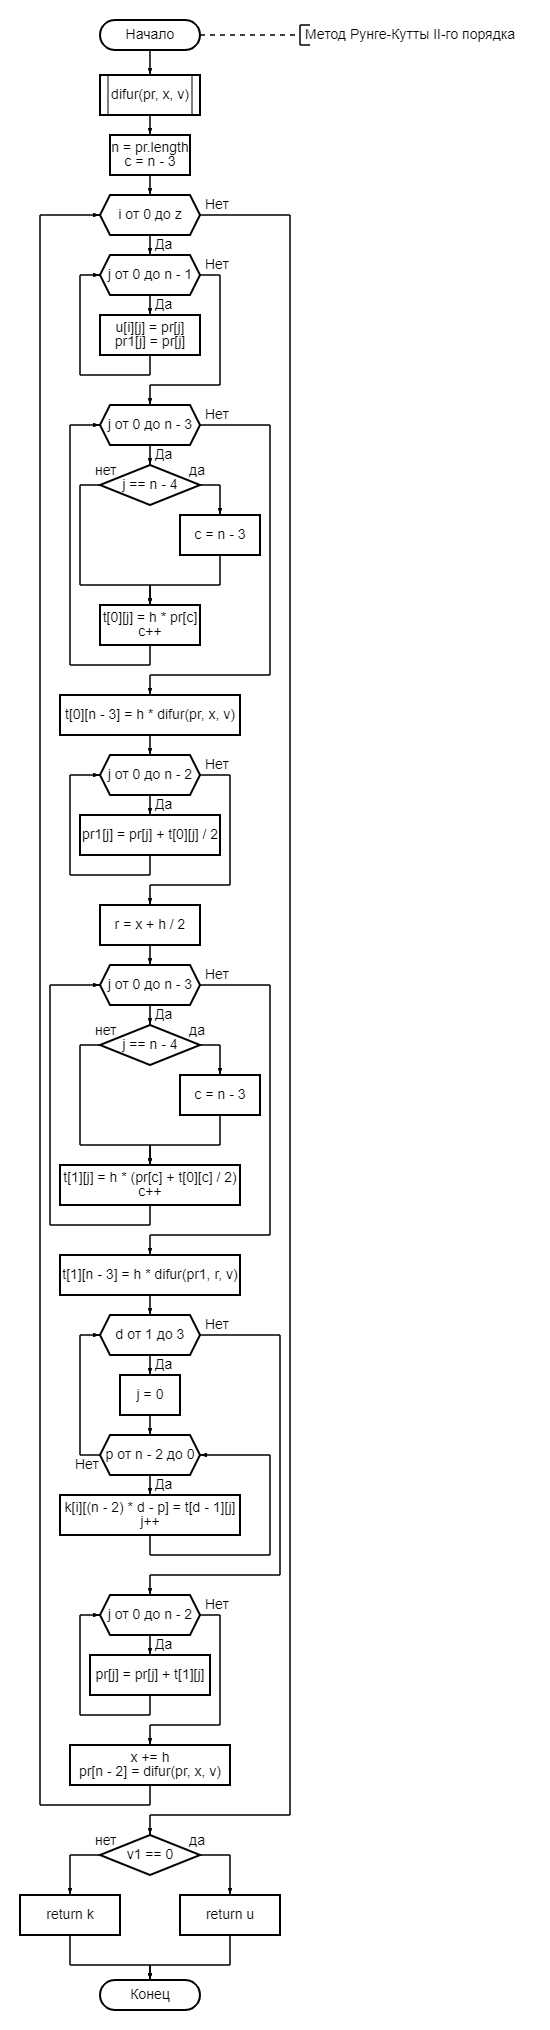 Начало
Метод Рунге-Кутты II-го порядка
difur(pr, x, v)
n = pr.length
c = n - 3
i от 0 до z
Нет
Да
j от 0 до n - 1
Нет
Да
u[i][j] = pr[j]
pr1[j] = pr[j]
j от 0 до n - 3
Нет
Да
нет
да
j == n - 4
c = n - 3
t[0][j] = h * pr[c]
c++
t[0][n - 3] = h * difur(pr, x, v)
j от 0 до n - 2
Нет
Да
pr1[j] = pr[j] + t[0][j] / 2
r = x + h / 2
j от 0 до n - 3
Нет
Да
нет
да
j == n - 4
c = n - 3
t[1][j] = h * (pr[c] + t[0][c] / 2)
c++
t[1][n - 3] = h * difur(pr1, r, v)
d от 1 до 3
Нет
Да
j = 0
p от n - 2 до 0
Нет
Да
k[i][(n - 2) * d - p] = t[d - 1][j]
j++
j от 0 до n - 2
Нет
Да
pr[j] = pr[j] + t[1][j]
x += h
pr[n - 2] = difur(pr, x, v)
нет
да
v1 == 0
return k
return u
Конец